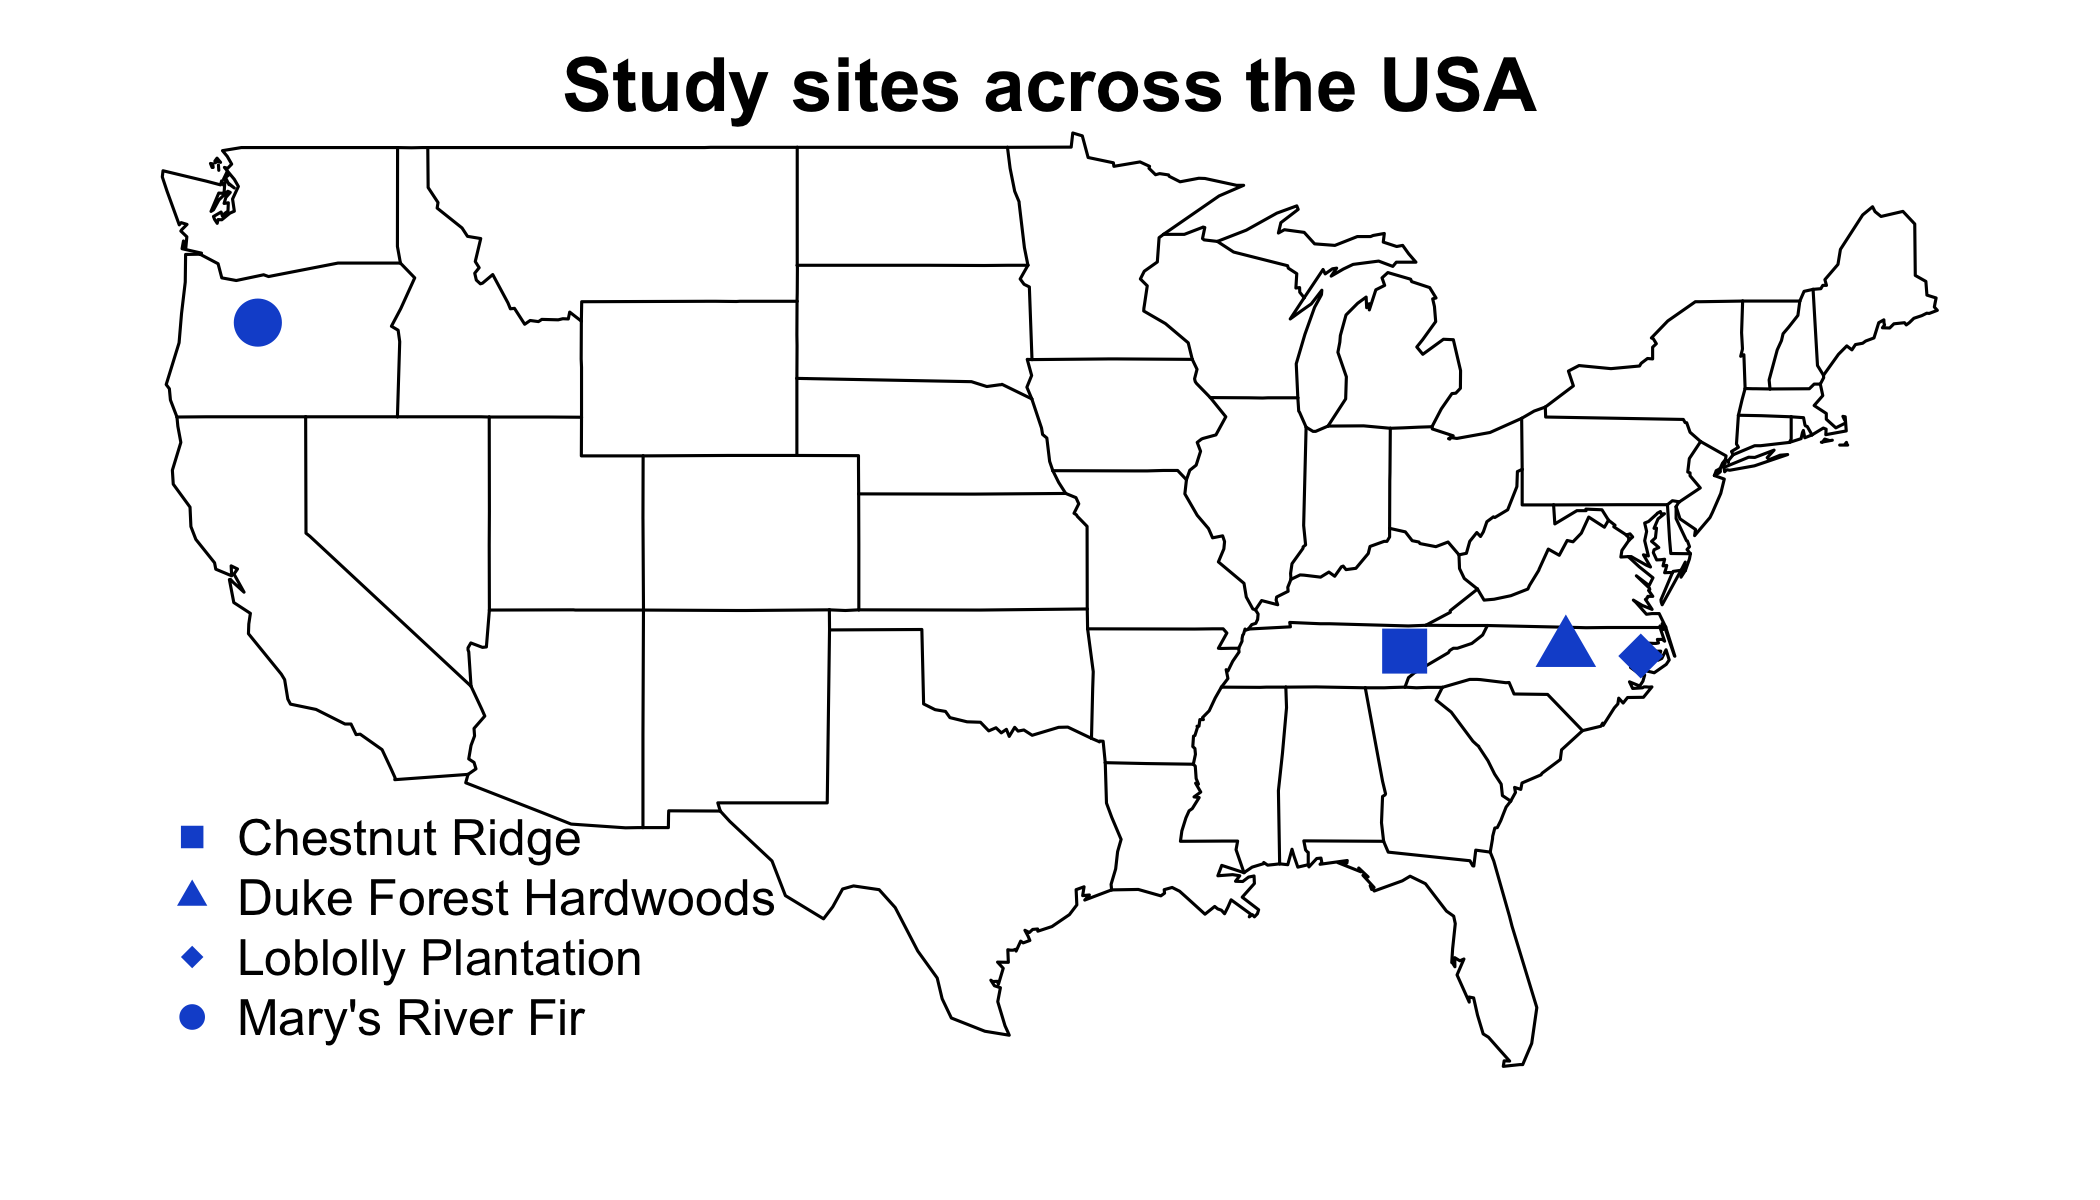 Study sites across the USA
Chestnut Ridge
Duke Forest Hardwoods
Loblolly Plantation
Mary's River Fir